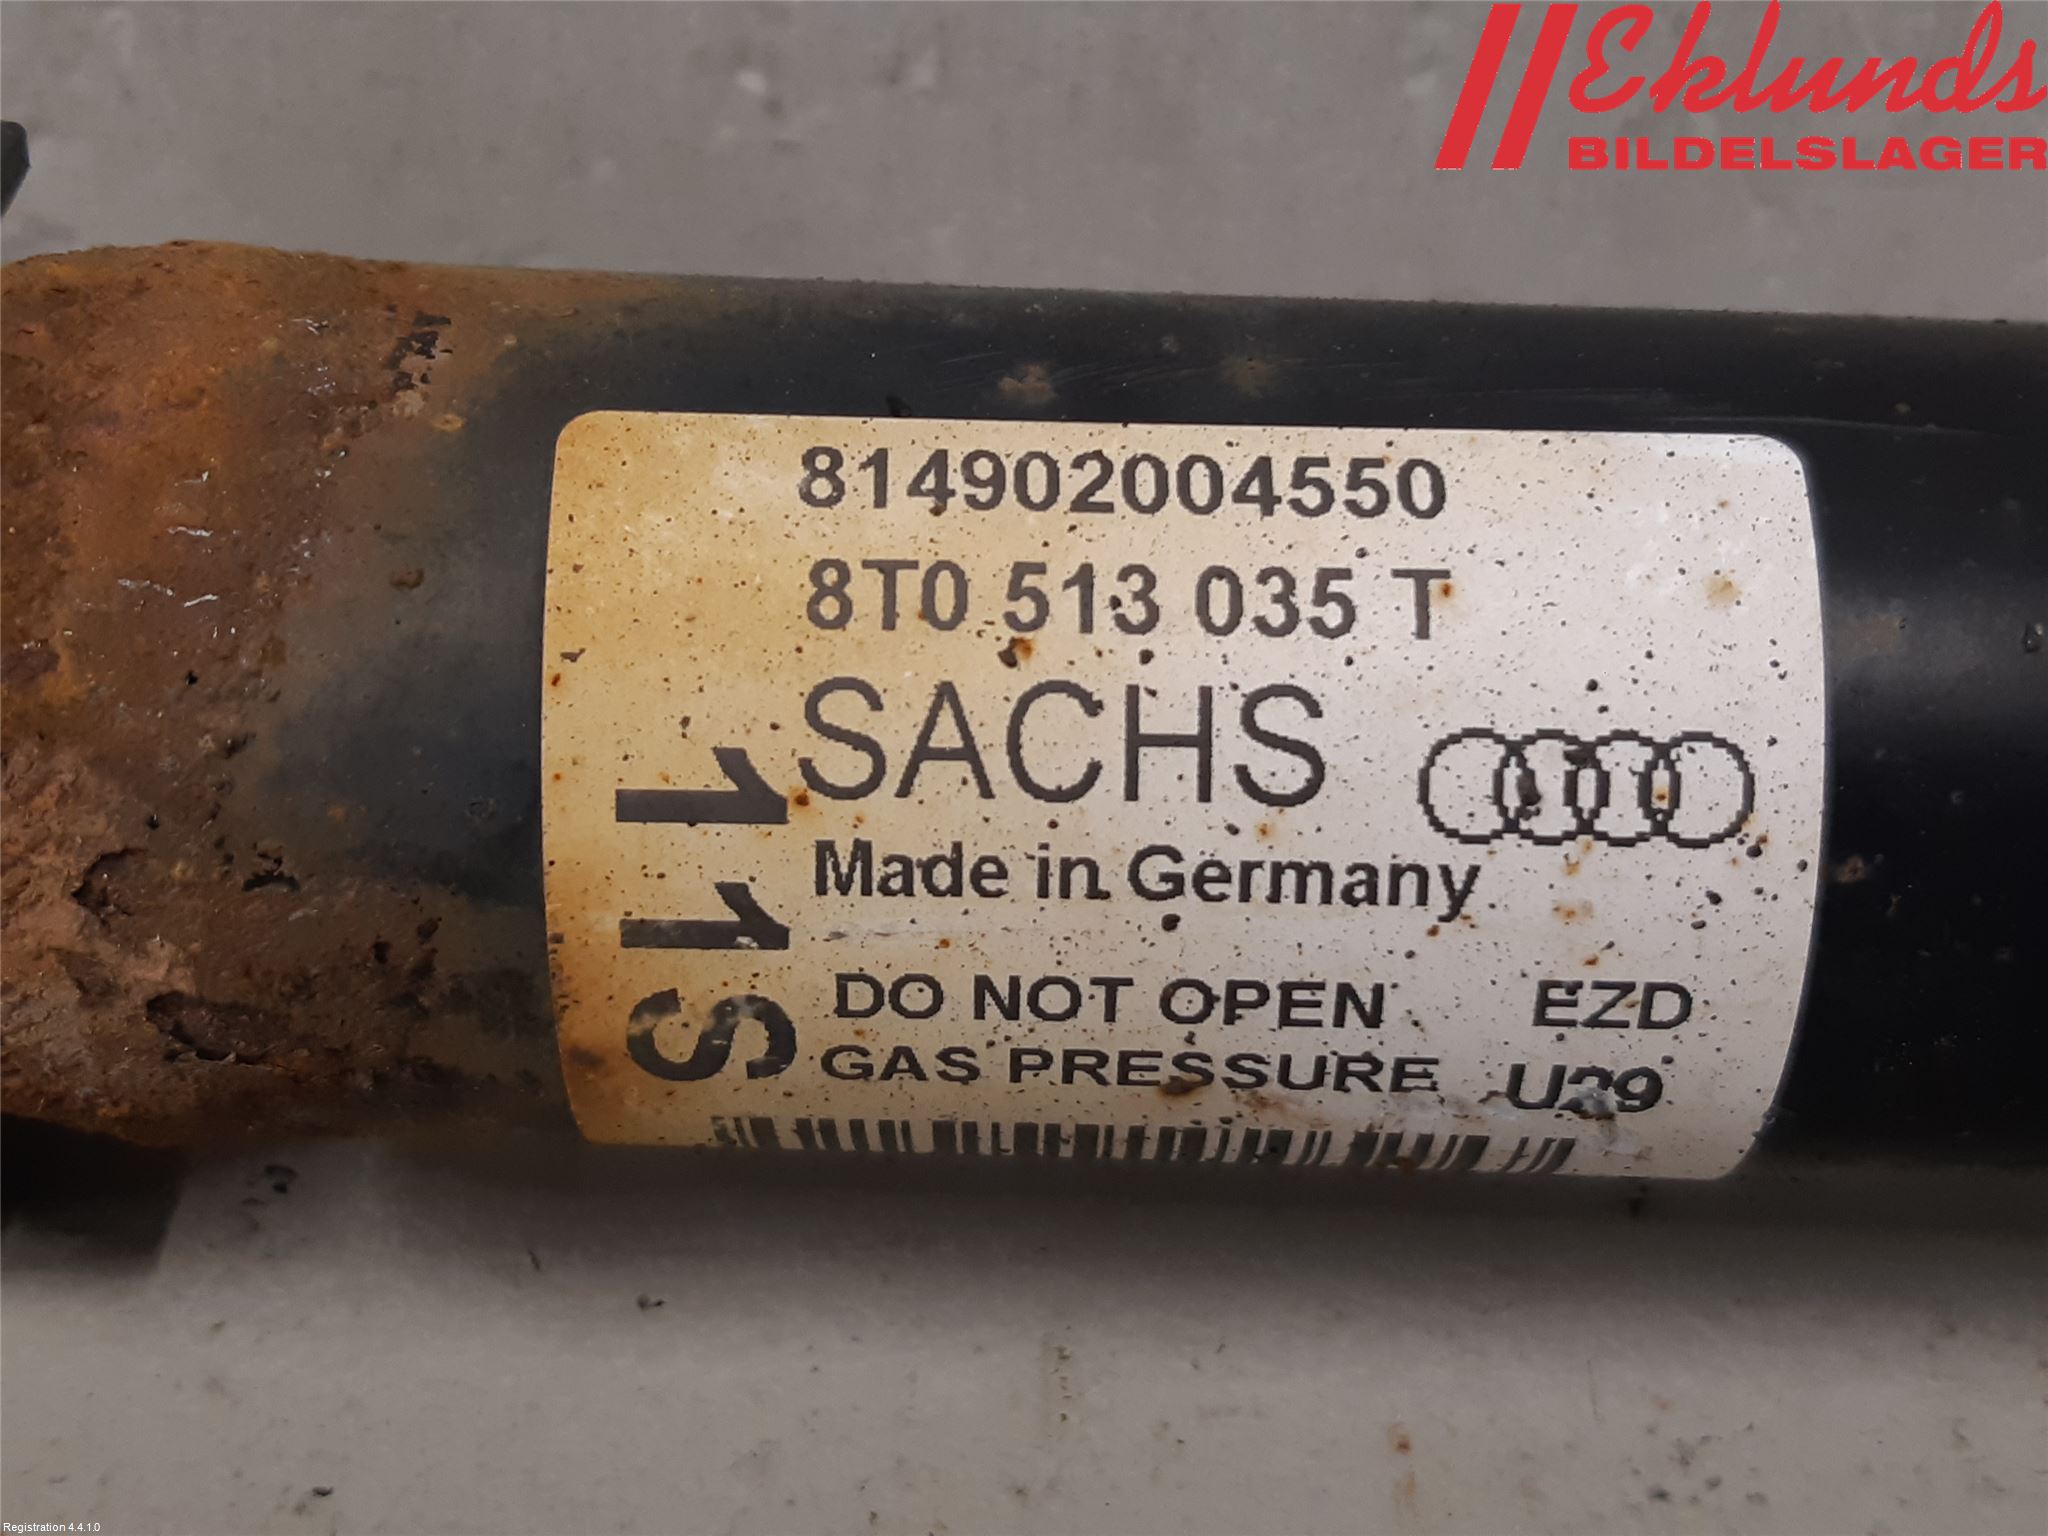 Eklunds
BILDELSLAGER
814902004550
8T0 513 035 T
SACHS
Made in Germany
DO NOT OPEN EZD
GAS PRESSURE
11S
Registration 4.4.1.0